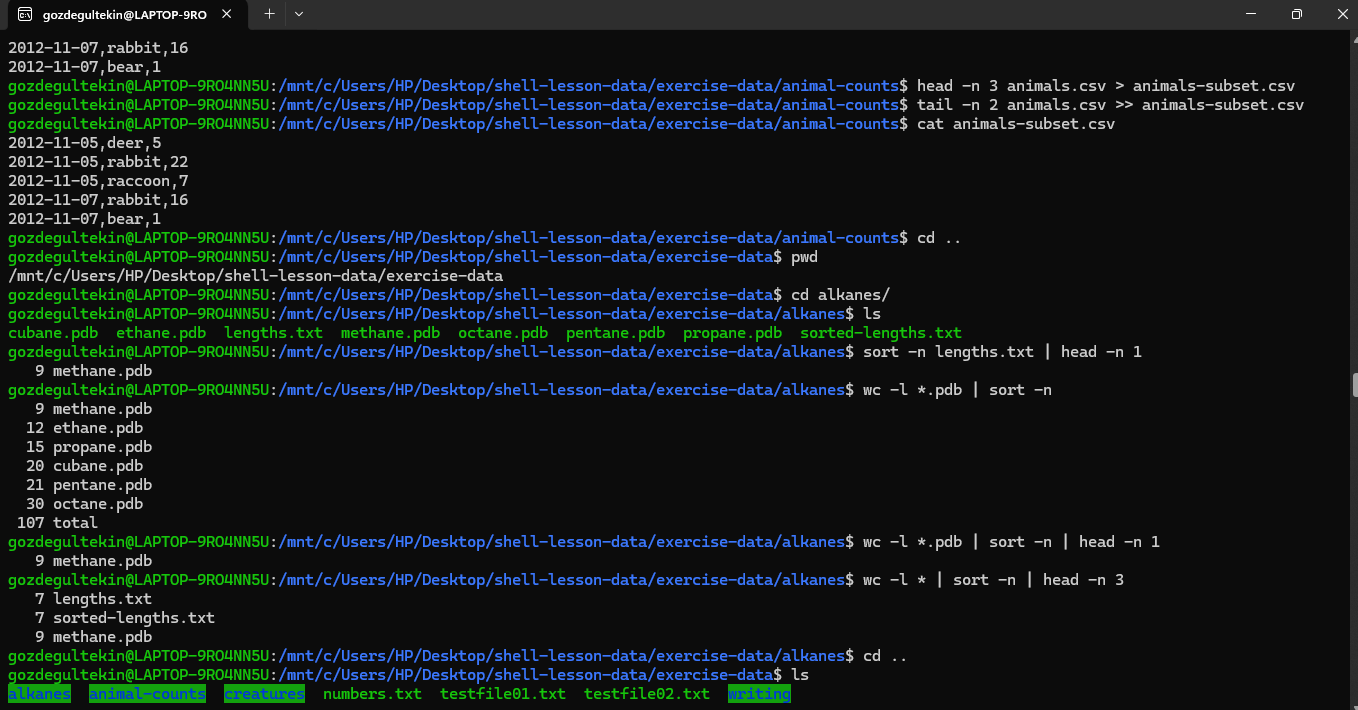 gozdegultekin@LAPTOP-9RO
2012-11-07,rabbit,16
2012-11-07,bear,1
gozdegultekin@LAPTOP-9RO4NN5U:/mnt/c/Users/HP/Desktop/shell-lesson-data/exercise-data/animal-counts$ head -n 3 animals.csv > animals-subset.csv
gozdegultekin@LAPTOP-9RO4NN5U:/mnt/c/Users/HP/Desktop/shell-lesson-data/exercise-data/animal-counts$ tail -n 2 animals.csv >> animals-subset.csv
gozdegultekin@LAPTOP-9RO4NN5U:/mnt/c/Users/HP/Desktop/shell-lesson-data/exercise-data/animal-counts$ cat animals-subset.csv
2012-11-05,deer,5
2012-11-05,rabbit,22
2012-11-05,raccoon,7
2012-11-07,rabbit,16
2012-11-07,bear,1
gozdegultekin@LAPTOP-9RO4NN5U:/mnt/c/Users/HP/Desktop/shell-lesson-data/exercise-data/animal-counts$ cd ..
gozdegultekin@LAPTOP-9RO4NN5U:/mnt/c/Users/HP/Desktop/shell-lesson-data/exercise-data$ pwd
/mnt/c/Users/HP/Desktop/shell-lesson-data/exercise-data
gozdegultekin@LAPTOP-9RO4NN5U:/mnt/c/Users/HP/Desktop/shell-lesson-data/exercise-data$ cd alkanes/
gozdegultekin@LAPTOP-9RO4NN5U:/mnt/c/Users/HP/Desktop/shell-lesson-data/exercise-data/alkanes$ ls
cubane.pdb  ethane.pdb  lengths.txt  methane.pdb  octane.pdb  pentane.pdb  propane.pdb  sorted-lengths.txt
gozdegultekin@LAPTOP-9RO4NN5U:/mnt/c/Users/HP/Desktop/shell-lesson-data/exercise-data/alkanes$ sort -n lengths.txt | head -n 1
   9 methane.pdb
gozdegultekin@LAPTOP-9RO4NN5U:/mnt/c/Users/HP/Desktop/shell-lesson-data/exercise-data/alkanes$ wc -l *.pdb | sort -n
   9 methane.pdb
  12 ethane.pdb
  15 propane.pdb
  20 cubane.pdb
  21 pentane.pdb
  30 octane.pdb
 107 total
gozdegultekin@LAPTOP-9RO4NN5U:/mnt/c/Users/HP/Desktop/shell-lesson-data/exercise-data/alkanes$ wc -l *.pdb | sort -n | head -n 1
   9 methane.pdb
gozdegultekin@LAPTOP-9RO4NN5U:/mnt/c/Users/HP/Desktop/shell-lesson-data/exercise-data/alkanes$ wc -l * | sort -n | head -n 3
   7 lengths.txt
   7 sorted-lengths.txt
   9 methane.pdb
gozdegultekin@LAPTOP-9RO4NN5U:/mnt/c/Users/HP/Desktop/shell-lesson-data/exercise-data/alkanes$ cd ..
gozdegultekin@LAPTOP-9RO4NN5U:/mnt/c/Users/HP/Desktop/shell-lesson-data/exercise-data$ ls
alkanes  animal-counts  creatures  numbers.txt  testfile01.txt  testfile02.txt  writing